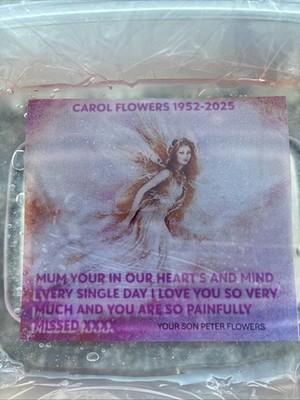 CAROL FLOWERS 1952-2025
MUM YOUR IN OUR HEART'S AND MIND
EVERY SINGLE DAY I LOVE YOU SO VERY
MUCH AND YOU ARE SO PAINFULLY
MISSED XXXX YOUR SON PETER FLOWERS